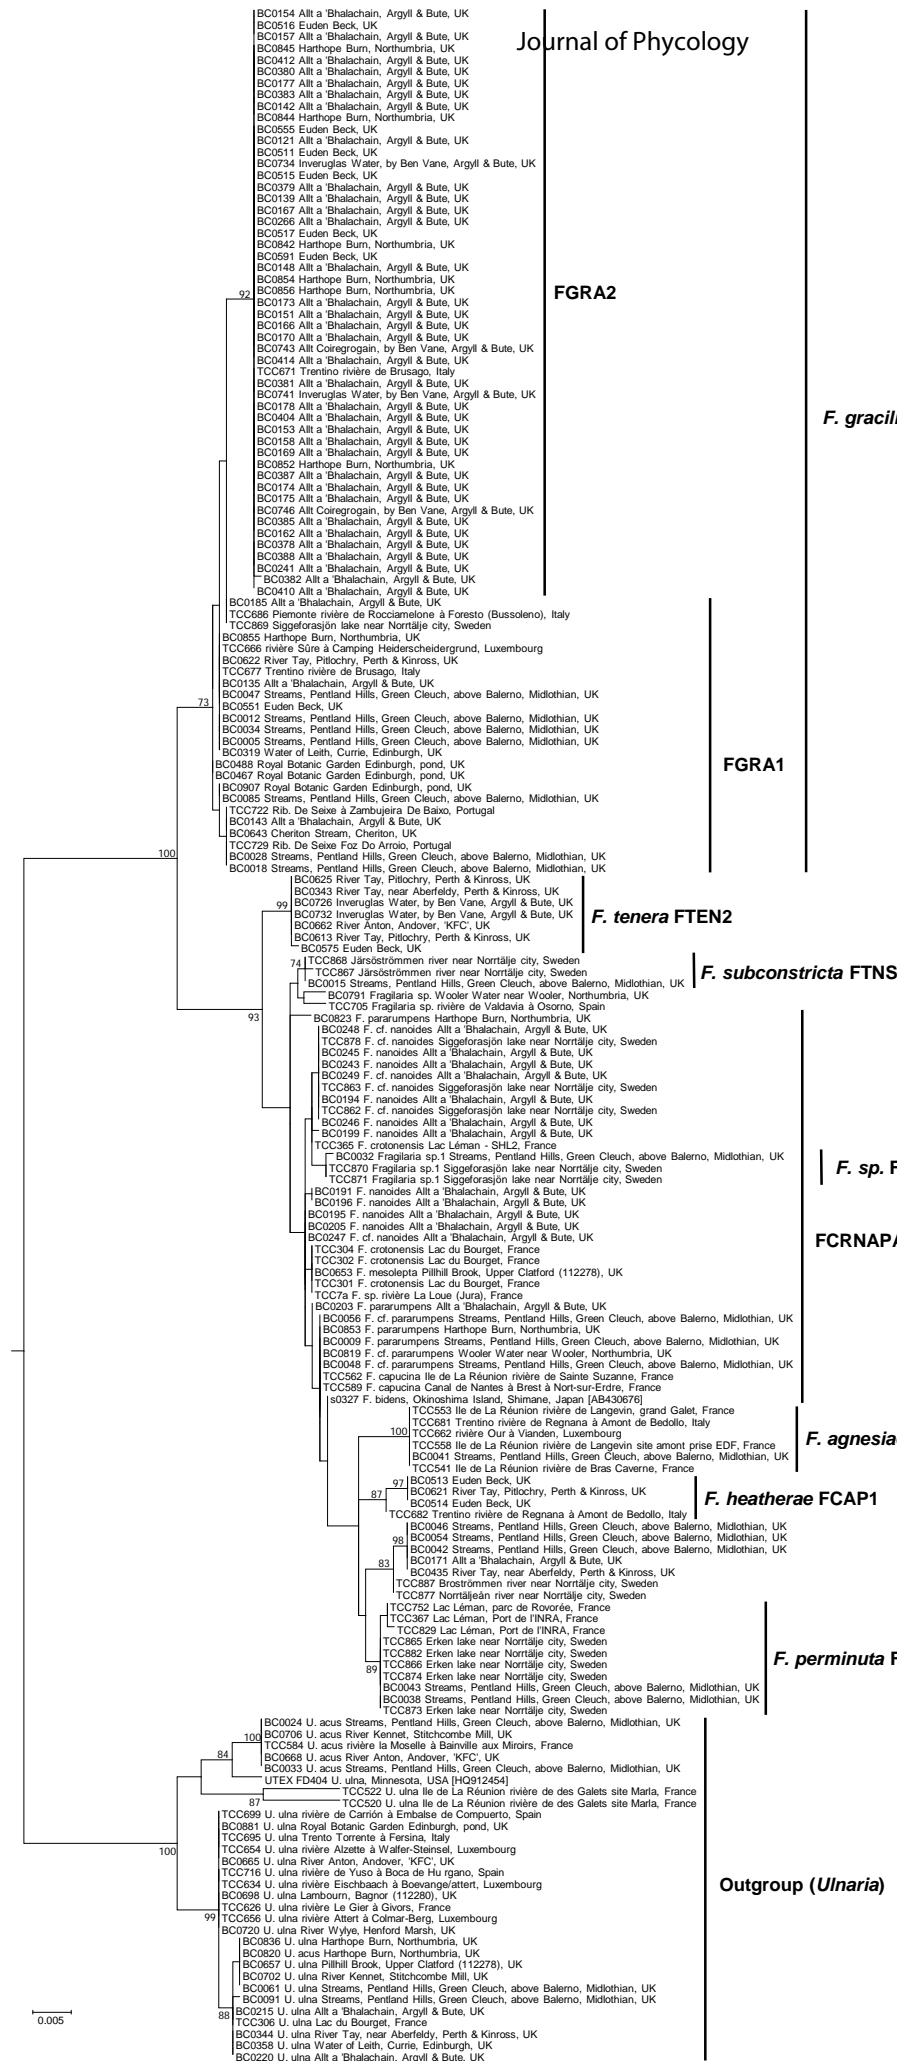 BC0154 Allt a 'Bhalachain, Argyll & Bute, UK
BC0516 Euden Beck, UK
BC0157 Allt a 'Bhalachain, Argyll & Bute, UK
Journal of Phycology
BC0845 Harthope Burn, Northumbria, UK
BC0412 Allt a 'Bhalachain, Argyll & Bute, UK
BC0380 Allt a 'Bhalachain, Argyll & Bute, UK
BC0177 Allt a 'Bhalachain, Argyll & Bute, UK
BC0383 Allt a 'Bhalachain, Argyll & Bute, UK
BC0142 Allt a 'Bhalachain, Argyll & Bute, UK
BC0844 Harthope Burn, Northumbria, UK
BC0555 Euden Beck, UK
BC0121 Allt a 'Bhalachain, Argyll & Bute, UK
BC0511 Euden Beck, UK
BC0734 Inveruglas Water, by Ben Vane, Argyll & Bute, UK
BC0515 Euden Beck, UK
BC0379 Allt a 'Bhalachain, Argyll & Bute, UK
BC0139 Allt a 'Bhalachain, Argyll & Bute, UK
BC0167 Allt a 'Bhalachain, Argyll & Bute, UK
BC0266 Allt a 'Bhalachain, Argyll & Bute, UK
BC0517 Euden Beck, UK
BC0842 Harthope Burn, Northumbria, UK
BC0591 Euden Beck, UK
BC0148 Allt a 'Bhalachain, Argyll & Bute, UK
BC0854 Harthope Burn, Northumbria, UK
BC0856 Harthope Burn, Northumbria, UK
FGRA2
92
BC0173 Allt a 'Bhalachain, Argyll & Bute, UK
BC0151 Allt a 'Bhalachain, Argyll & Bute, UK
BC0166 Allt a 'Bhalachain, Argyll & Bute, UK
BC0170 Allt a 'Bhalachain, Argyll & Bute, UK
BC0743 Allt Coiregrogain, by Ben Vane, Argyll & Bute, UK
BC0414 Allt a 'Bhalachain, Argyll & Bute, UK
TCC671 Trentino rivière de Brusago, Italy
BC0381 Allt a 'Bhalachain, Argyll & Bute, UK
BC0741 Inveruglas Water, by Ben Vane, Argyll & Bute, UK
BC0178 Allt a 'Bhalachain, Argyll & Bute, UK
BC0404 Allt a 'Bhalachain, Argyll & Bute, UK
F. gracil
BC0153 Allt a 'Bhalachain, Argyll & Bute, UK
BC0158 Allt a 'Bhalachain, Argyll & Bute, UK
BC0169 Allt a 'Bhalachain, Argyll & Bute, UK
BC0852 Harthope Burn, Northumbria, UK
BC0387 Allt a 'Bhalachain, Argyll & Bute, UK
BC0174 Allt a 'Bhalachain, Argyll & Bute, UK
BC0175 Allt a 'Bhalachain, Argyll & Bute, UK
BC0746 Allt Coiregrogain, by Ben Vane, Argyll & Bute, UK
BC0385 Allt a 'Bhalachain, Argyll & Bute, UK
BC0162 Allt a 'Bhalachain, Argyll & Bute, UK
BC0378 Allt a 'Bhalachain, Argyll & Bute, UK
BC0388 Allt a 'Bhalachain, Argyll & Bute, UK
BC0241 Allt a 'Bhalachain, Argyll & Bute, UK
BC0382 Allt a 'Bhalachain, Argyll & Bute, UK
BC0410 Allt a 'Bhalachain, Argyll & Bute, UK
BC0185 Allt a 'Bhalachain, Argyll & Bute, UK
TCC686 Piemonte rivière de Rocciamelone à Foresto (Bussoleno), Italy
TCC869 Siggeforasjön lake near Norrtälje city, Sweden
BC0855 Harthope Burn, Northumbria, UK
TCC666 rivière Sûre à Camping Heiderscheidergrund, Luxembourg
BC0622 River Tay, Pitlochry, Perth & Kinross, UK
TCC677 Trentino rivière de Brusago, Italy
BC0135 Allt a 'Bhalachain, Argyll & Bute, UK
BC0047 Streams, Pentland Hills, Green Cleuch, above Balerno, Midlothian, UK
73
BC0551 Euden Beck, UK
BC0012 Streams, Pentland Hills, Green Cleuch, above Balerno, Midlothian, UK
BC0034 Streams, Pentland Hills, Green Cleuch, above Balerno, Midlothian, UK
BC0005 Streams, Pentland Hills, Green Cleuch, above Balerno, Midlothian, UK
BC0319 Water of Leith, Currie, Edinburgh, UK
BC0488 Royal Botanic Garden Edinburgh, pond, UK
FGRA1
BC0467 Royal Botanic Garden Edinburgh, pond, UK
BC0907 Royal Botanic Garden Edinburgh, pond, UK
BC0085 Streams, Pentland Hills, Green Cleuch, above Balerno, Midlothian, UK
TCC722 Rib. De Seixe à Zambujeira De Baixo, Portugal
BC0143 Allt a 'Bhalachain, Argyll & Bute, UK
BC0643 Cheriton Stream, Cheriton, UK
TCC729 Rib. De Seixe Foz Do Arroio, Portugal
100
BC0028 Streams, Pentland Hills, Green Cleuch, above Balerno, Midlothian, UK
BC0018 Streams, Pentland Hills, Green Cleuch, above Balerno, Midlothian, UK
BC0625 River Tay, Pitlochry, Perth & Kinross, UK
BC0343 River Tay, near Aberfeldy, Perth & Kinross, UK
99
BC0726 Inveruglas Water, by Ben Vane, Argyll & Bute, UK
BC0732 Inveruglas Water, by Ben Vane, Argyll & Bute, UK
F. tenera FTEN2
BC0662 River Anton, Andover, 'KFC', UK
BC0613 River Tay, Pitlochry, Perth & Kinross, UK
BC0575 Euden Beck, UK
TCC868 Järsöströmmen river near Norrtälje city, Sweden
74
TCC867 Järsöströmmen river near Norrtälje city, Sweden
F. subconstricta FTNS
BC0015 Streams, Pentland Hills, Green Cleuch, above Balerno, Midlothian, UK
BC0791 Fragilaria sp. Wooler Water near Wooler, Northumbria, UK
TCC705 Fragilaria sp. rivière de Valdavia à Osorno, Spain
93
BC0823 F. pararumpens Harthope Burn, Northumbria, UK
BC0248 F. cf. nanoides Allt a 'Bhalachain, Argyll & Bute, UK
TCC878 F. cf. nanoides Siggeforasjön lake near Norrtälje city, Sweden
BC0245 F. nanoides Allt a 'Bhalachain, Argyll & Bute, UK
BC0243 F. nanoides Allt a 'Bhalachain, Argyll & Bute, UK
BC0249 F. cf. nanoides Allt a 'Bhalachain, Argyll & Bute, UK
TCC863 F. cf. nanoides Siggeforasjön lake near Norrtälje city, Sweden
BC0194 F. nanoides Allt a 'Bhalachain, Argyll & Bute, UK
TCC862 F. cf. nanoides Siggeforasjön lake near Norrtälje city, Sweden
BC0246 F. nanoides Allt a 'Bhalachain, Argyll & Bute, UK
BC0199 F. nanoides Allt a 'Bhalachain, Argyll & Bute, UK
TCC365 F. crotonensis Lac Léman - SHL2, France
BC0032 Fragilaria sp.1 Streams, Pentland Hills, Green Cleuch, above Balerno, Midlothian, UK
TCC870 Fragilaria sp.1 Siggeforasjön lake near Norrtälje city, Sweden
F. sp. F
TCC871 Fragilaria sp.1 Siggeforasjön lake near Norrtälje city, Sweden
BC0191 F. nanoides Allt a 'Bhalachain, Argyll & Bute, UK
BC0196 F. nanoides Allt a 'Bhalachain, Argyll & Bute, UK
BC0195 F. nanoides Allt a 'Bhalachain, Argyll & Bute, UK
BC0205 F. nanoides Allt a 'Bhalachain, Argyll & Bute, UK
BC0247 F. cf. nanoides Allt a 'Bhalachain, Argyll & Bute, UK
FCRNAPA
TCC304 F. crotonensis Lac du Bourget, France
TCC302 F. crotonensis Lac du Bourget, France
BC0653 F. mesolepta Pillhill Brook, Upper Clatford (112278), UK
TCC301 F. crotonensis Lac du Bourget, France
TCC7a F. sp. rivière La Loue (Jura), France
BC0203 F. pararumpens Allt a 'Bhalachain, Argyll & Bute, UK
BC0056 F. cf. pararumpens Streams, Pentland Hills, Green Cleuch, above Balerno, Midlothian, UK
BC0853 F. pararumpens Harthope Burn, Northumbria, UK
BC0009 F. pararumpens Streams, Pentland Hills, Green Cleuch, above Balerno, Midlothian, UK
BC0819 F. cf. pararumpens Wooler Water near Wooler, Northumbria, UK
BC0048 F. cf. pararumpens Streams, Pentland Hills, Green Cleuch, above Balerno, Midlothian, UK
TCC562 F. capucina Ile de La Réunion rivière de Sainte Suzanne, France
TCC589 F. capucina Canal de Nantes à Brest à Nort-sur-Erdre, France
s0327 F. bidens, Okinoshima Island, Shimane, Japan [AB430676]
TCC553 Ile de La Réunion rivière de Langevin, grand Galet, France
TCC681 Trentino rivière de Regnana à Amont de Bedollo, Italy
100
TCC662 rivière Our à Vianden, Luxembourg
F. agnesia
TCC558 Ile de La Réunion rivière de Langevin site amont prise EDF, France
BC0041 Streams, Pentland Hills, Green Cleuch, above Balerno, Midlothian, UK
TCC541 Ile de La Réunion rivière de Bras Caverne, France
97
BC0513 Euden Beck, UK
87
BC0621 River Tay, Pitlochry, Perth & Kinross, UK
F. heatherae FCAP1
BC0514 Euden Beck, UK
TCC682 Trentino rivière de Regnana à Amont de Bedollo, Italy
BC0046 Streams, Pentland Hills, Green Cleuch, above Balerno, Midlothian, UK
98
BC0054 Streams, Pentland Hills, Green Cleuch, above Balerno, Midlothian, UK
BC0042 Streams, Pentland Hills, Green Cleuch, above Balerno, Midlothian, UK
83
BC0171 Allt a 'Bhalachain, Argyll & Bute, UK
BC0435 River Tay, near Aberfeldy, Perth & Kinross, UK
TCC887 Broströmmen river near Norrtälje city, Sweden
TCC877 Norrtäljeån river near Norrtälje city, Sweden
TCC752 Lac Léman, parc de Rovorée, France
TCC367 Lac Léman, Port de l'INRA, France
TCC829 Lac Léman, Port de l'INRA, France
TCC865 Erken lake near Norrtälje city, Sweden
TCC882 Erken lake near Norrtälje city, Sweden
F. perminuta F
TCC866 Erken lake near Norrtälje city, Sweden
89
TCC874 Erken lake near Norrtälje city, Sweden
BC0043 Streams, Pentland Hills, Green Cleuch, above Balerno, Midlothian, UK
BC0038 Streams, Pentland Hills, Green Cleuch, above Balerno, Midlothian, UK
TCC873 Erken lake near Norrtälje city, Sweden
BC0024 U. acus Streams, Pentland Hills, Green Cleuch, above Balerno, Midlothian, UK
100
BC0706 U. acus River Kennet, Stitchcombe Mill, UK
TCC584 U. acus rivière la Moselle à Bainville aux Miroirs, France
84
BC0668 U. acus River Anton, Andover, 'KFC', UK
BC0033 U. acus Streams, Pentland Hills, Green Cleuch, above Balerno, Midlothian, UK
UTEX FD404 U. ulna, Minnesota, USA [HQ912454]
TCC522 U. ulna Ile de La Réunion rivière de des Galets site Marla, France
87
TCC520 U. ulna Ile de La Réunion rivière de des Galets site Marla, France
TCC699 U. ulna rivière de Carrión à Embalse de Compuerto, Spain
BC0881 U. ulna Royal Botanic Garden Edinburgh, pond, UK
TCC695 U. ulna Trento Torrente à Fersina, Italy
100
TCC654 U. ulna rivière Alzette à Walfer-Steinsel, Luxembourg
BC0665 U. ulna River Anton, Andover, 'KFC', UK
TCC716 U. ulna rivière de Yuso à Boca de Hu rgano, Spain
TCC634 U. ulna rivière Eischbaach à Boevange/attert, Luxembourg
Outgroup (Ulnaria)
BC0698 U. ulna Lambourn, Bagnor (112280), UK
TCC626 U. ulna rivière Le Gier à Givors, France
99
TCC656 U. ulna rivière Attert à Colmar-Berg, Luxembourg
BC0720 U. ulna River Wylye, Henford Marsh, UK
BC0836 U. ulna Harthope Burn, Northumbria, UK
BC0820 U. acus Harthope Burn, Northumbria, UK
BC0657 U. ulna Pillhill Brook, Upper Clatford (112278), UK
BC0702 U. ulna River Kennet, Stitchcombe Mill, UK
BC0061 U. ulna Streams, Pentland Hills, Green Cleuch, above Balerno, Midlothian, UK
BC0091 U. ulna Streams, Pentland Hills, Green Cleuch, above Balerno, Midlothian, UK
88
BC0215 U. ulna Allt a 'Bhalachain, Argyll & Bute, UK
0.005
TCC306 U. ulna Lac du Bourget, France
BC0344 U. ulna River Tay, near Aberfeldy, Perth & Kinross, UK
BC0358 U. ulna Water of Leith, Currie, Edinburgh, UK
BC0220 U. ulna Allt a 'Bhalachain, Argyll & Bute, UK